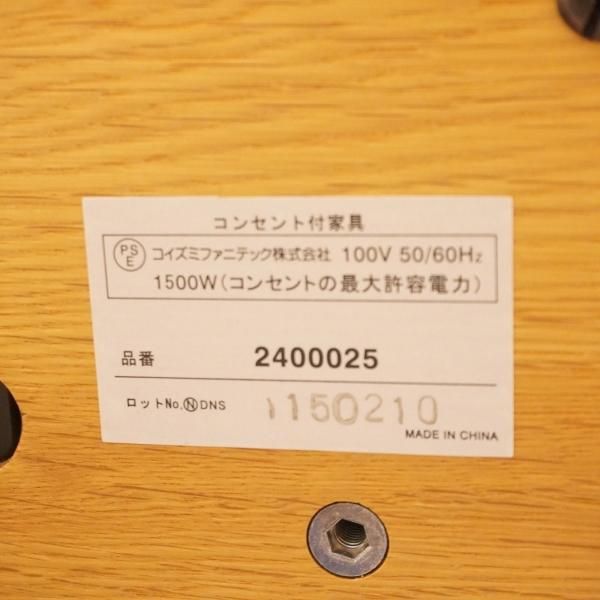 コンセント付家具
PSE コイズミファニテック株式会社 100V 50/60Hz
1500W(コンセントの最大許容電力)
品番 2400025
ロットNo.ⓃDNS 1150210
MADE IN CHINA